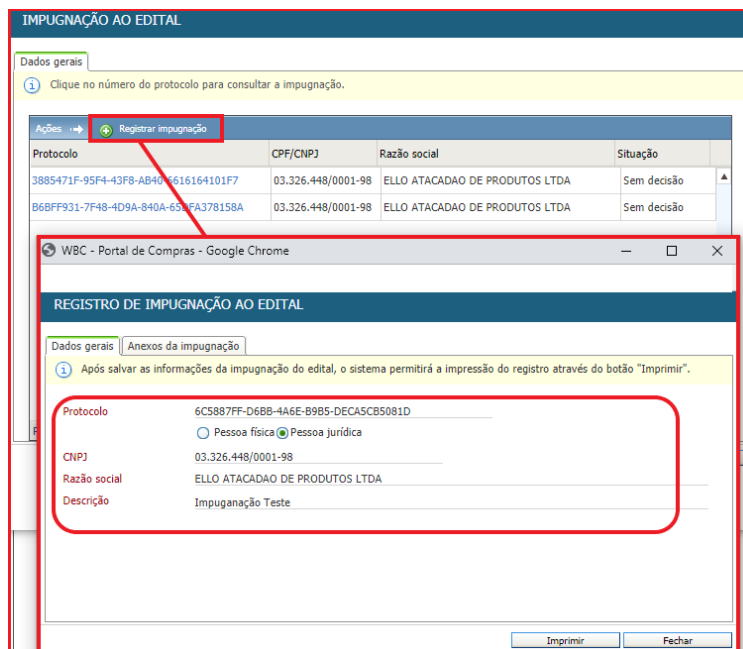 IMPUGNAÇÃO AO EDITAL
Dados gerais
Clique no número do protocolo para consultar a impugnação.
Ações Registrar impugnação
Protocolo CPF/CNPJ Razão social Situação
3885471F-95F4-43F8-AB40-6616164101F7 03.326.448/0001-98 ELLO ATACADAO DE PRODUTOS LTDA Sem decisão
B6BFF931-7F48-4D9A-840A-65DFA378158A 03.326.448/0001-98 ELLO ATACADAO DE PRODUTOS LTDA Sem decisão
WBC - Portal de Compras - Google Chrome
REGISTRO DE IMPUGNAÇÃO AO EDITAL
Dados gerais Anexos da impugnação
Após salvar as informações da impugnação do edital, o sistema permitirá a impressão do registro através do botão "Imprimir".
Protocolo 6C5887FF-D6BB-4A6E-B9B5-DECA5CB5081D
Pessoa física Pessoa jurídica
CNPJ 03.326.448/0001-98
Razão social ELLO ATACADAO DE PRODUTOS LTDA
Descrição Impuganação Teste
Imprimir Fechar